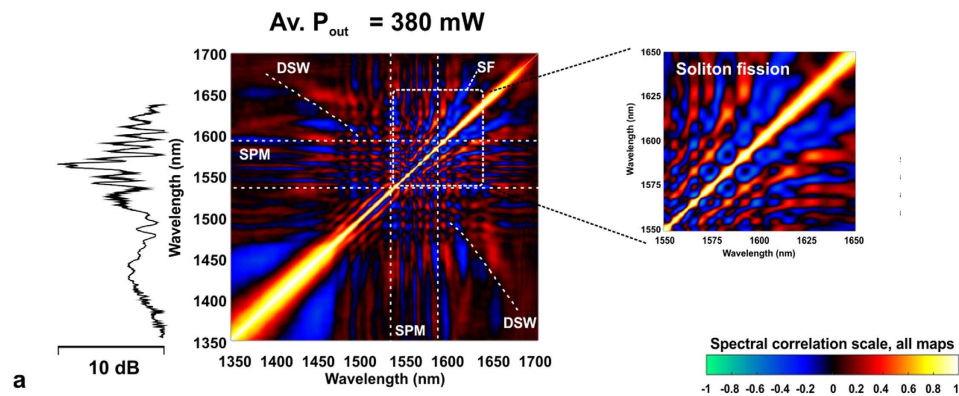 Av. Pout = 380 mW
1700
1650
1600
1550
1500
1450
1400
1350
Wavelength (nm)
DSW
SF
SPM
SPM
DSW
1350 1400 1450 1500 1550 1600 1650 1700
Wavelength (nm)
10 dB
a
Soliton fission
1650
1625
1600
1575
1550
Wavelength (nm)
1550 1575 1600 1625 1650
Wavelength (nm)
Spectral correlation scale, all maps
-1 -0.8 -0.6 -0.4 -0.2 0 0.2 0.4 0.6 0.8 1